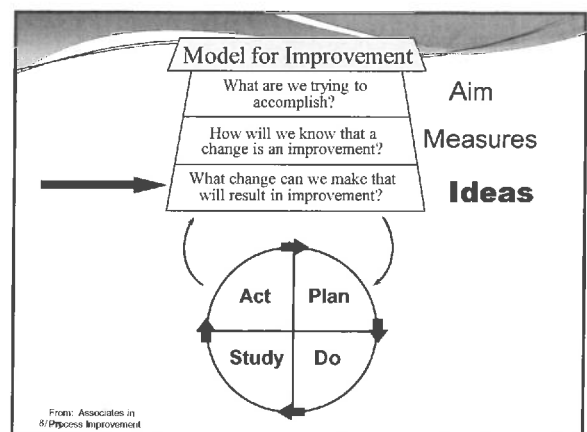 Model for Improvement
What are we trying to
accomplish?
Aim
How will we know that a
change is an improvement?
Measures
What change can we make that
will result in improvement?
Ideas
Act
Plan
Study
Do
From: Associates in
Process Improvement